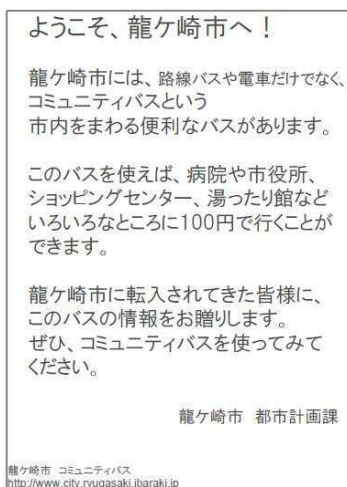 ようこそ、龍ケ崎市へ！
龍ケ崎市には、路線バスや電車だけでなく、
コミュニティバスという
市内をまわる便利なバスがあります。
このバスを使えば、病院や市役所、
ショッピングセンター、湯ったり館など
いろいろなところに100円で行くことが
できます。
龍ケ崎市に転入されてきた皆様に、
このバスの情報をお贈りします。
ぜひ、コミュニティバスを使ってみて
ください。
龍ケ崎市 都市計画課
龍ケ崎市 コミュニティバス
http://www.city.ryugasaki.ibaraki.jp